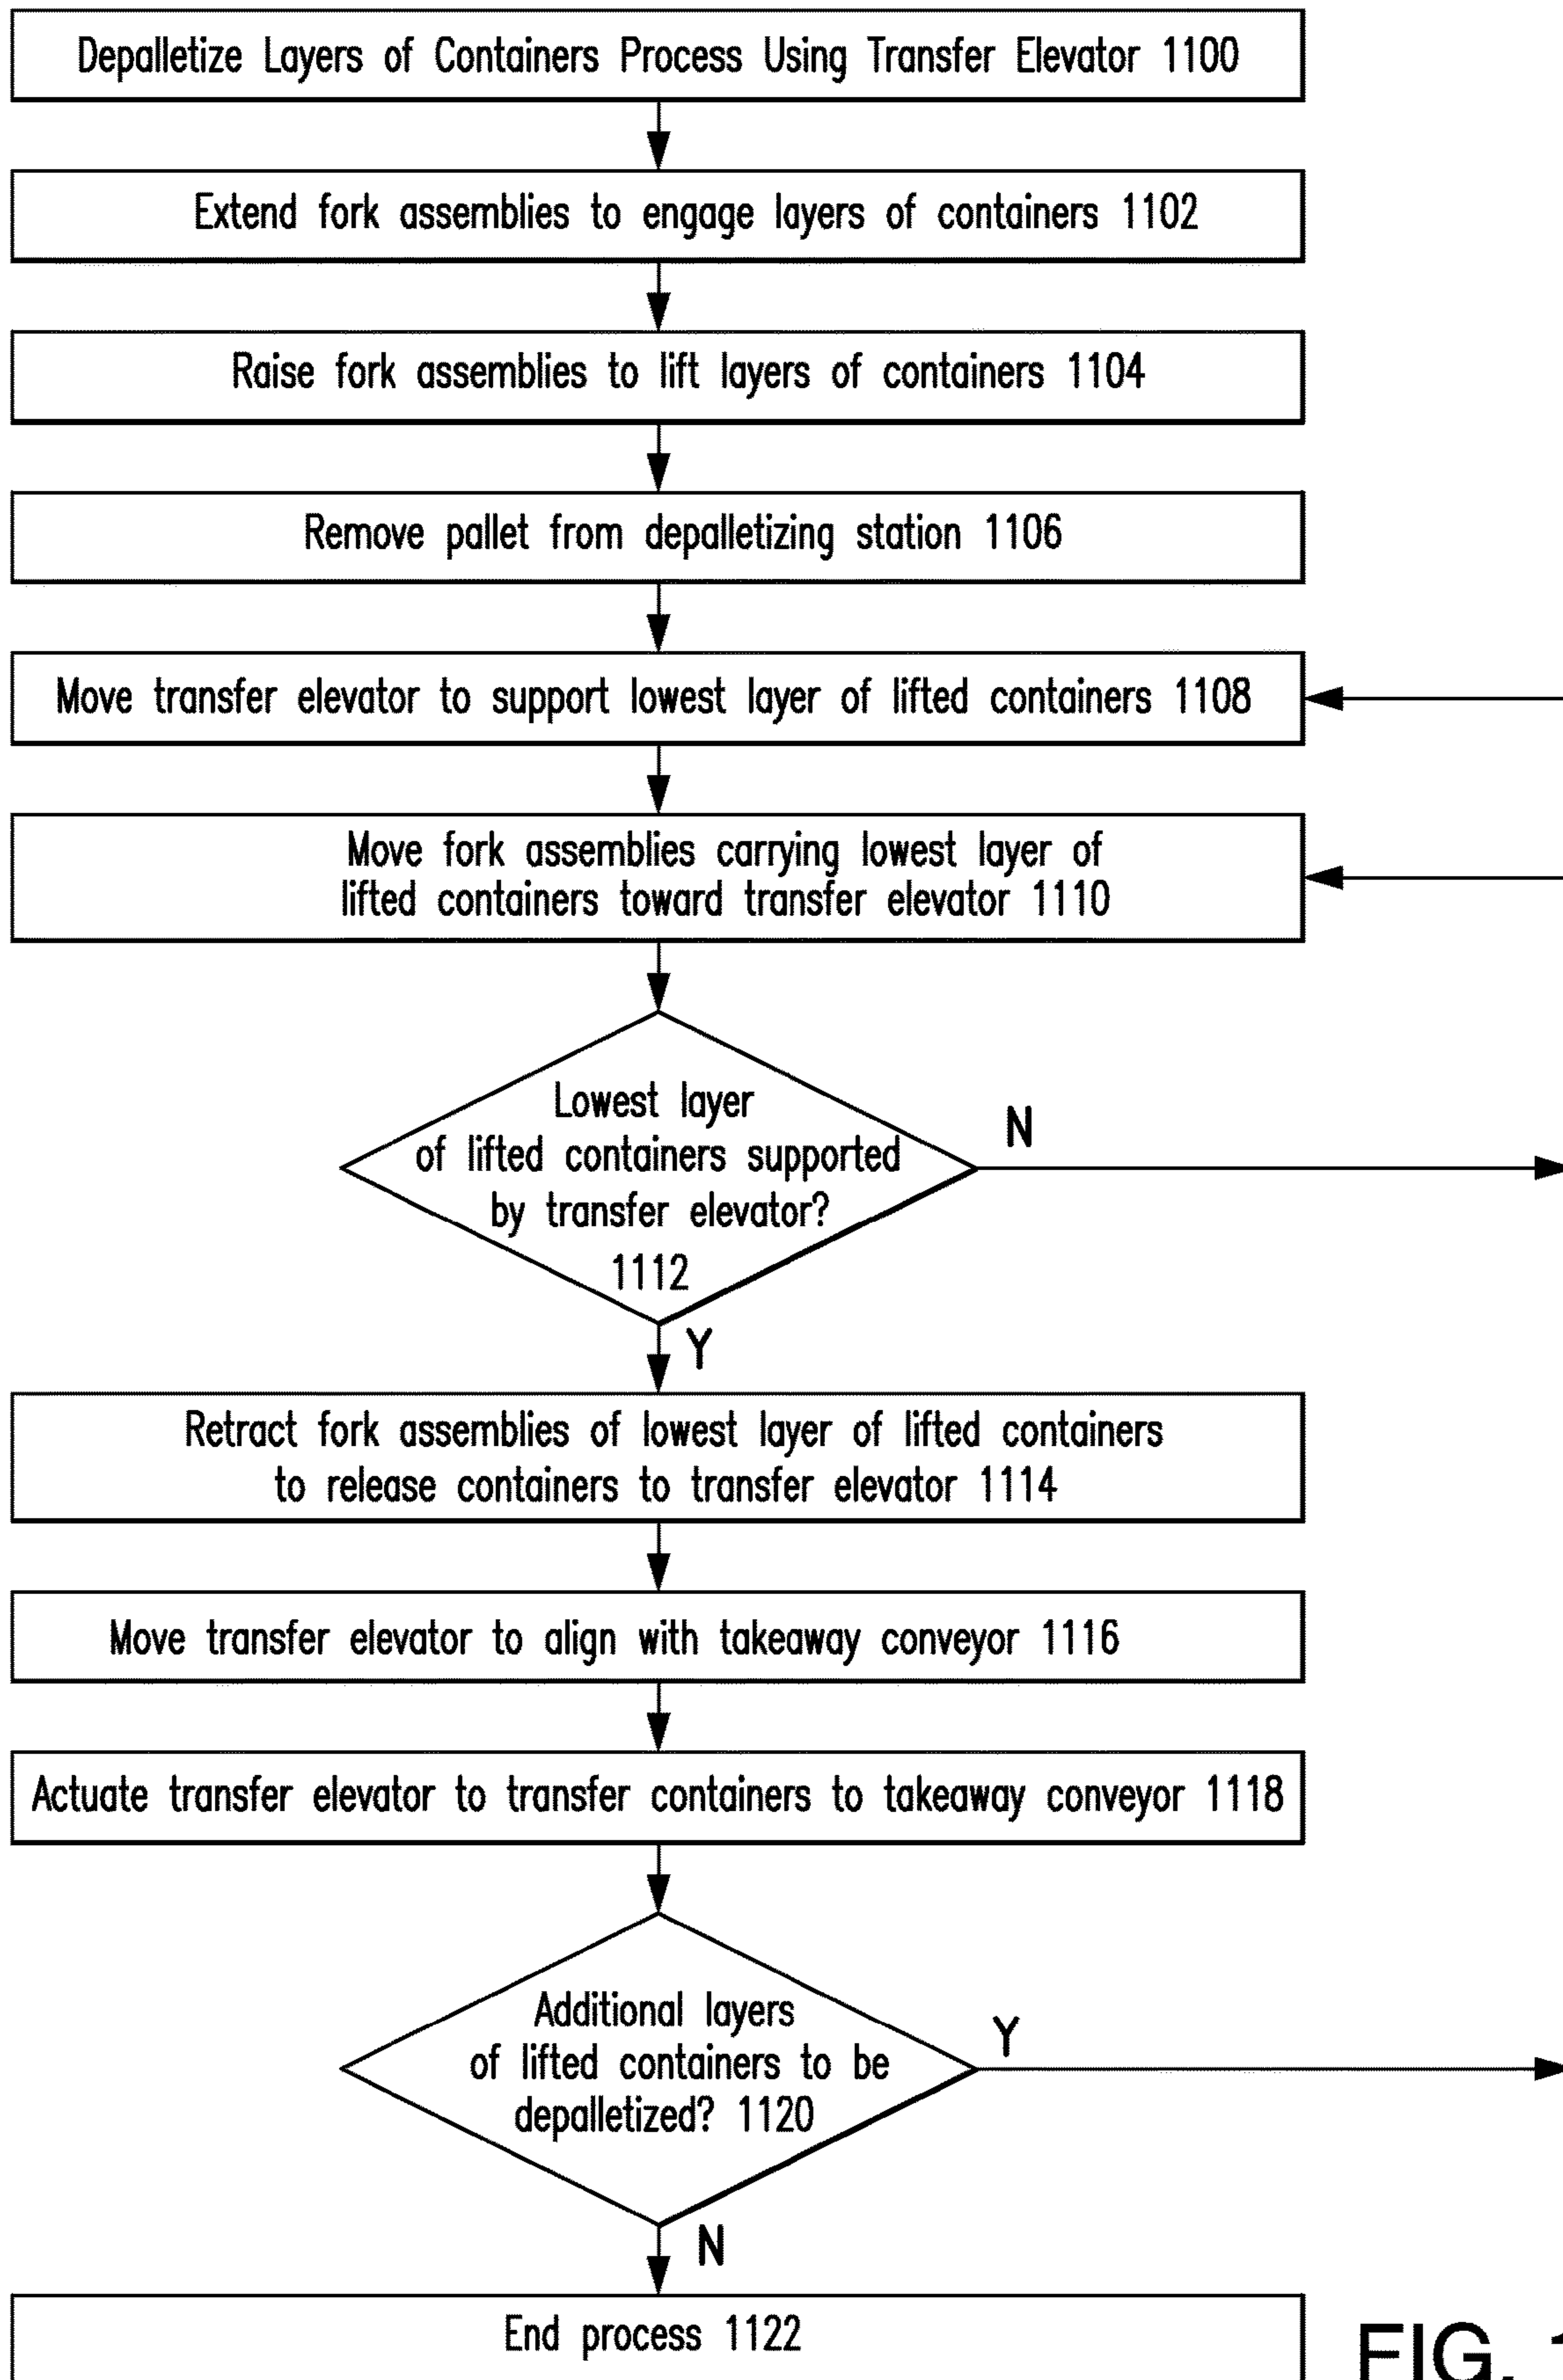 Depalletize Layers of Containers Process Using Transfer Elevator 1100
Extend fork assemblies to engage layers of containers 1102
Raise fork assemblies to lift layers of containers 1104
Remove pallet from depalletizing station 1106
Move transfer elevator to support lowest layer of lifted containers 1108
Move fork assemblies carrying lowest layer of
lifted containers toward transfer elevator 1110
Lowest layer
of lifted containers supported
by transfer elevator?
1112
N
Y
Retract fork assemblies of lowest layer of lifted containers
to release containers to transfer elevator 1114
Move transfer elevator to align with takeaway conveyor 1116
Actuate transfer elevator to transfer containers to takeaway conveyor 1118
Additional layers
of lifted containers to be
depalletized? 1120
Y
N
End process 1122
FIG.